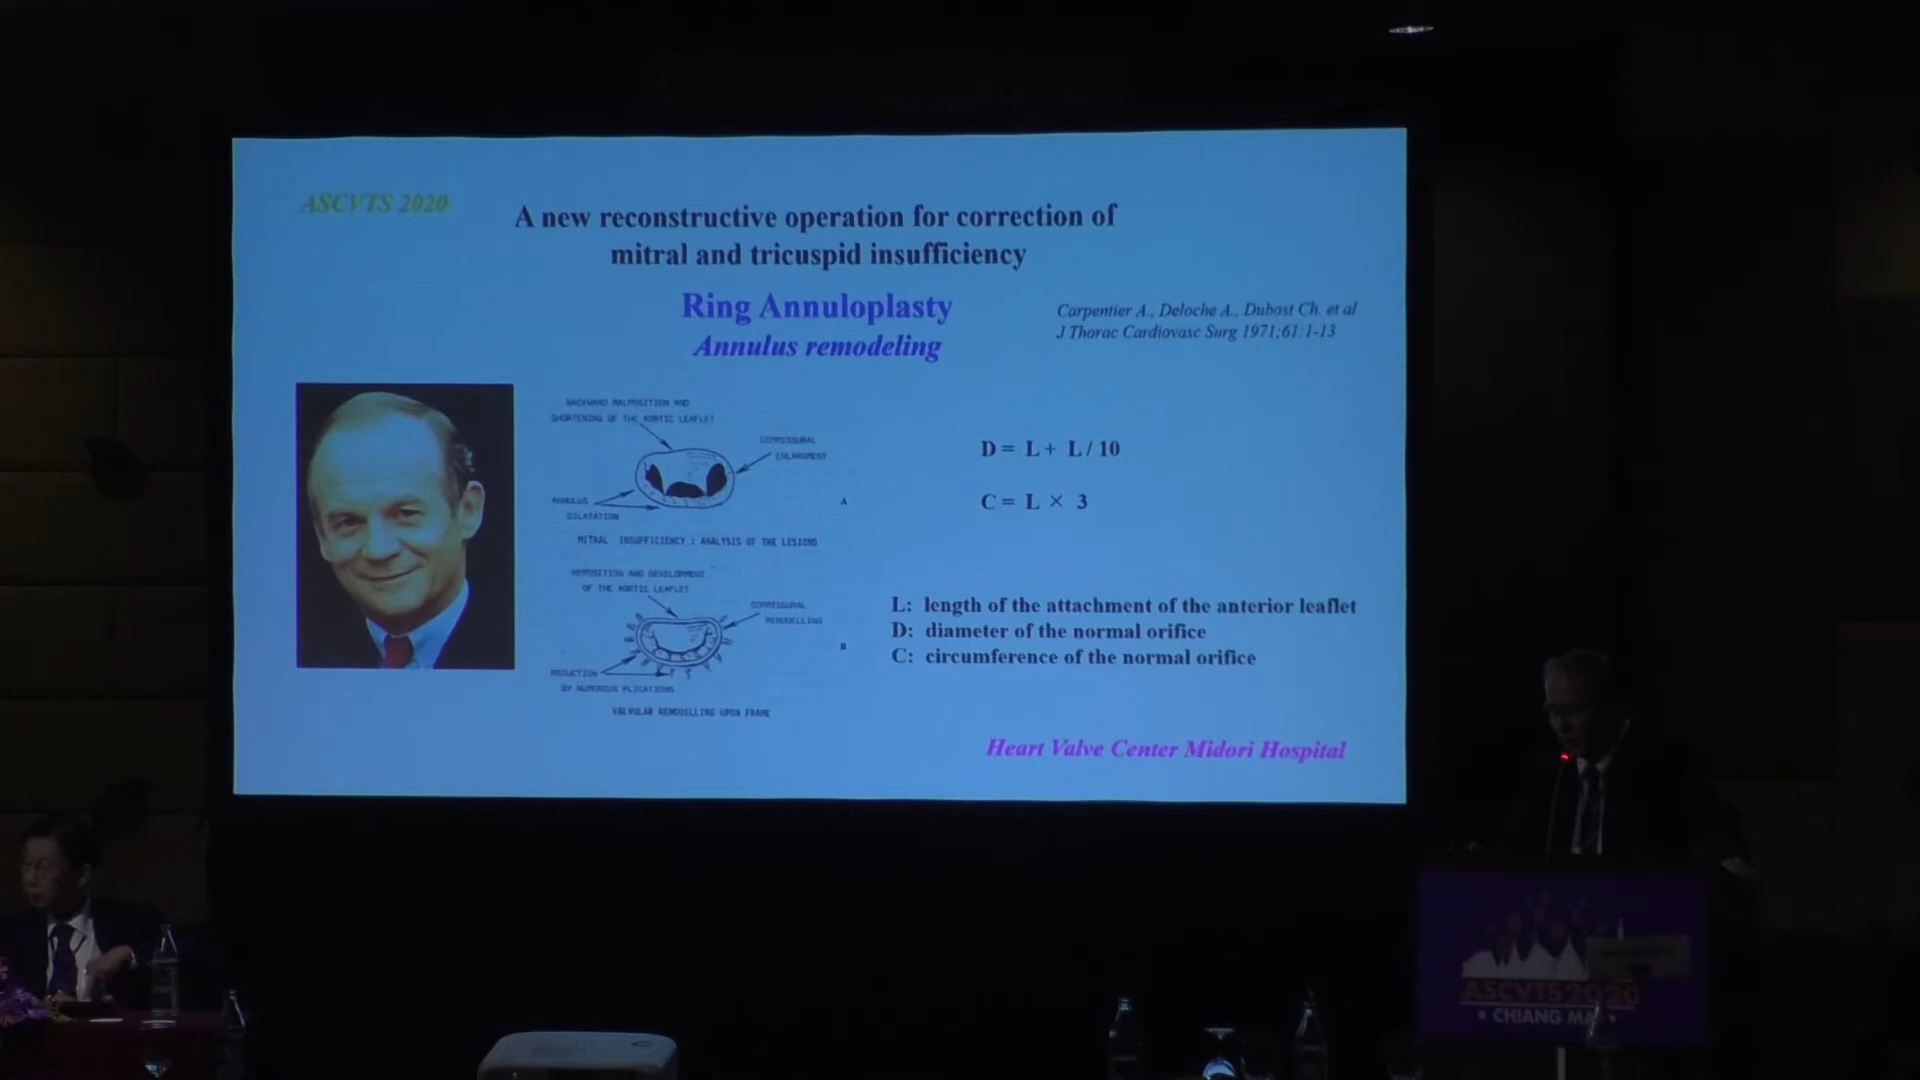 ASCVTS 2020
A new reconstructive operation for correction of
mitral and tricuspid insufficiency
Ring Annuloplasty
Annulus remodeling
Carpentier A., Deloche A., Dubost Ch. et al
J Thorac Cardiovasc Surg 1971;61:1-13
BACKWARD MALPOSITION AND
SHORTENING OF THE AORTIC LEAFLET
COMMISSURAL
ENLARGMENT
ANNULUS
DILATATION
A
MITRAL INSUFFICIENCY : ANALYSIS OF THE LESIONS
REPOSITION AND DEVELOPMENT
OF THE AORTIC LEAFLET
COMMISSURAL
REMODELLING
B
REDUCTION
BY NUMEROUS PLICATIONS
VALVULAR REMODELLING UPON FRAME
D = L + L / 10
C = L × 3
L: length of the attachment of the anterior leaflet
D: diameter of the normal orifice
C: circumference of the normal orifice
Heart Valve Center Midori Hospital
ASCVTS 2020
• CHIANG MAI •